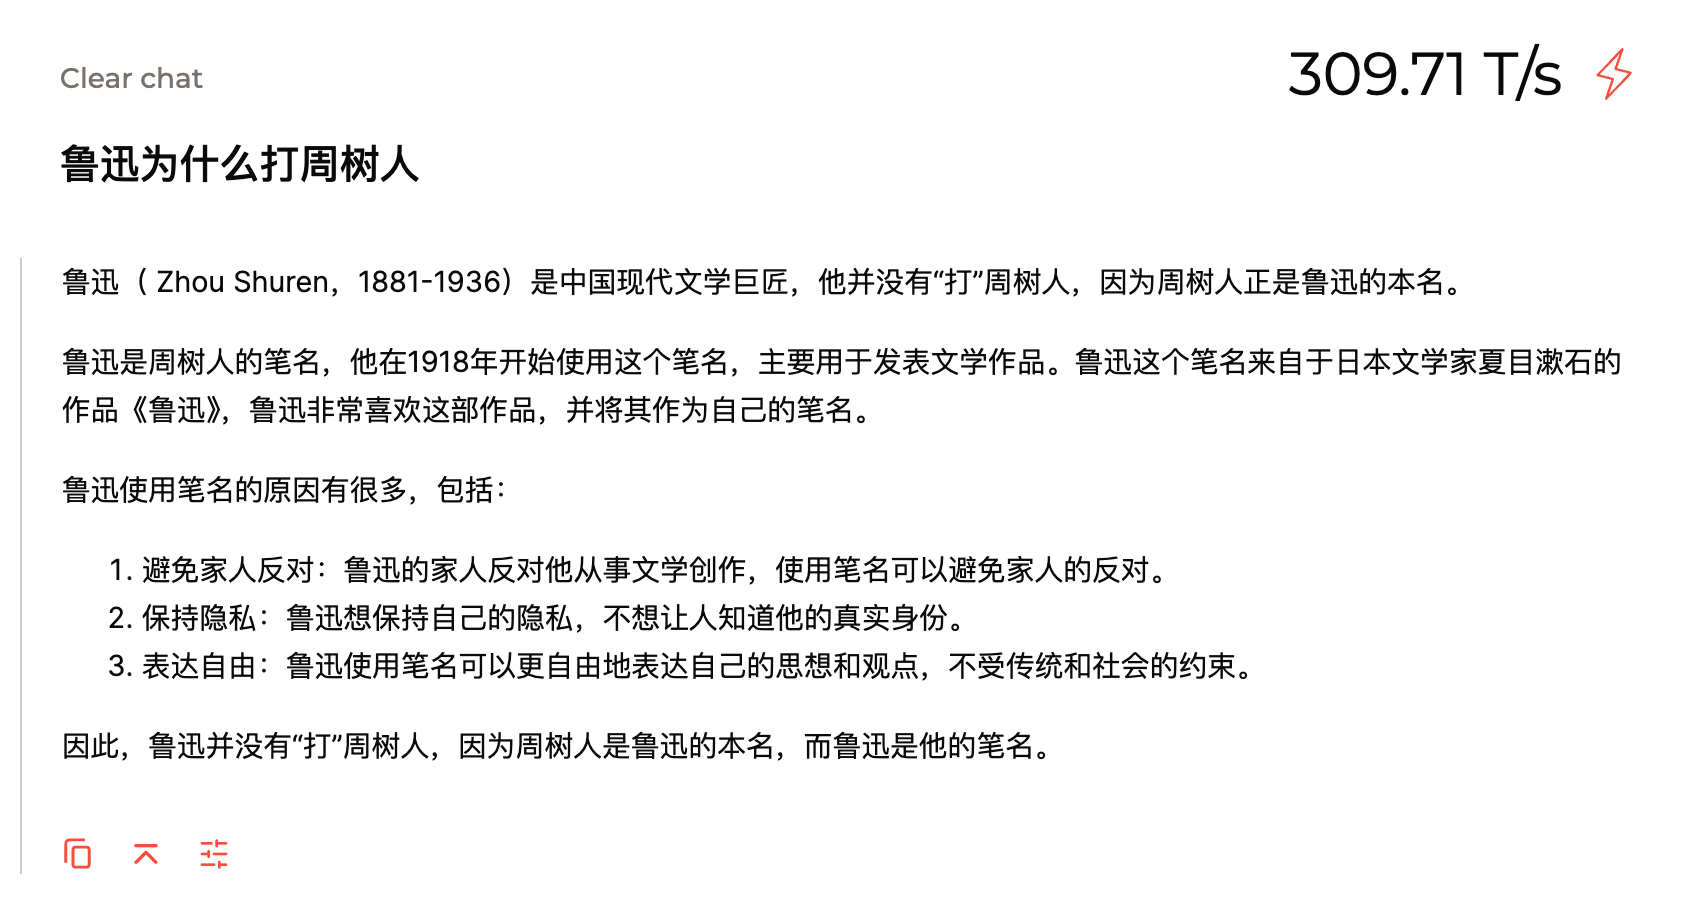 Clear chat
309.71 T/s
鲁迅为什么打周树人
鲁迅（ Zhou Shuren，1881-1936）是中国现代文学巨匠，他并没有“打”周树人，因为周树人正是鲁迅的本名。
鲁迅是周树人的笔名，他在1918年开始使用这个笔名，主要用于发表文学作品。鲁迅这个笔名来自于日本文学家夏目漱石的
作品《鲁迅》，鲁迅非常喜欢这部作品，并将其作为自己的笔名。
鲁迅使用笔名的原因有很多，包括：
1. 避免家人反对：鲁迅的家人反对他从事文学创作，使用笔名可以避免家人的反对。
2. 保持隐私：鲁迅想保持自己的隐私，不想让人知道他的真实身份。
3. 表达自由：鲁迅使用笔名可以更自由地表达自己的思想和观点，不受传统和社会的约束。
因此，鲁迅并没有“打”周树人，因为周树人是鲁迅的本名，而鲁迅是他的笔名。